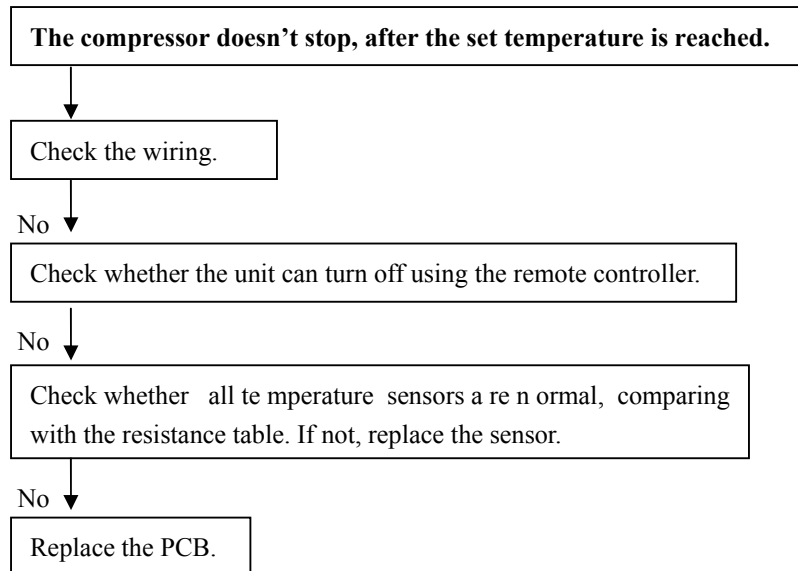 The compressor doesn’t stop, after the set temperature is reached.
Check the wiring.
No
Check whether the unit can turn off using the remote controller.
No
Check whether all te mperature sensors a re n ormal, comparing
with the resistance table. If not, replace the sensor.
No
Replace the PCB.